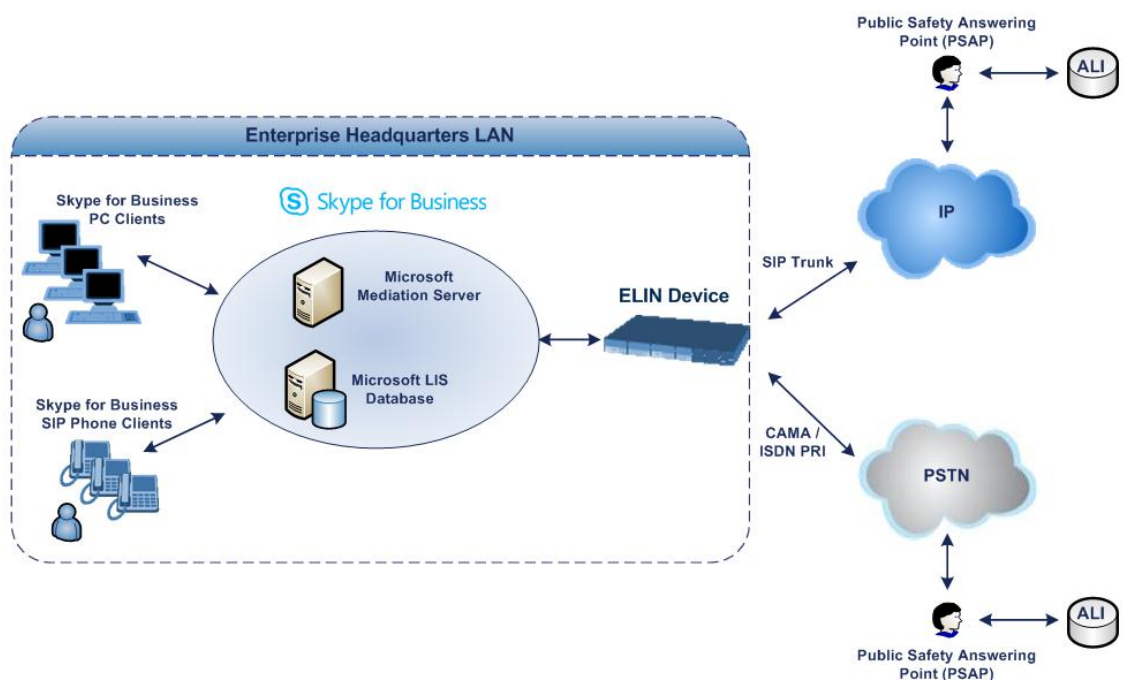 Public Safety Answering
Point (PSAP)
ALI
Enterprise Headquarters LAN
Skype for Business
PC Clients
S Skype for Business
IP
Microsoft
Mediation Server
SIP Trunk
ELIN Device
Microsoft LIS
Database
Skype for Business
SIP Phone Clients
CAMA /
ISDN PRI
PSTN
ALI
Public Safety Answering
Point (PSAP)